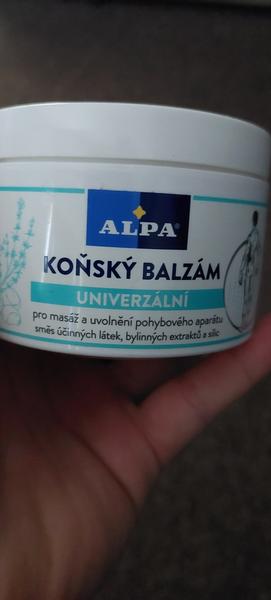 ALPA®
KOŇSKÝ BALZÁM
UNIVERZÁLNÍ
pro masáž a uvolnění pohybového aparátu
směs účinných látek, bylinných extraktů a silic